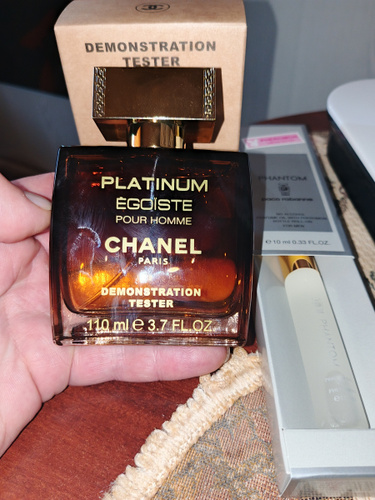 DEMONSTRATION
TESTER
PLATINUM
ÉGOÏSTE
POUR HOMME
CHANEL
PARIS
DEMONSTRATION
TESTER
110 ml e 3.7 FL.OZ.
PHANTOM
paco rabanne
e 10 ml 0.33 FL.OZ.